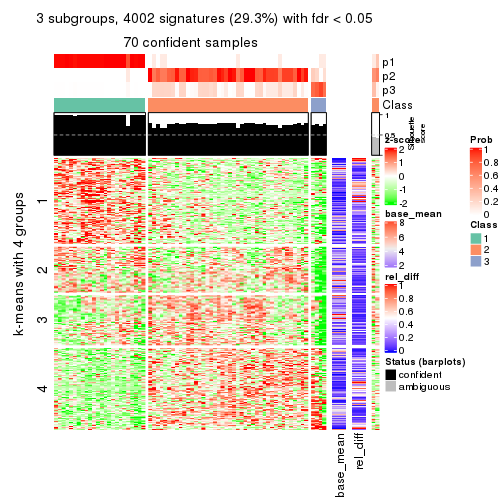 3 subgroups, 4002 signatures (29.3%) with fdr < 0.05
70 confident samples
p1
p2
p3
Class
1
0.5
0
Silhouette
score
k-means with 4 groups
1
2
3
4
base_mean
rel_diff
z-score
2
1
0
-1
-2
base_mean
8
6
4
2
rel_diff
1
0.8
0.6
0.4
0.2
0
Status (barplots)
confident
ambiguous
Prob
1
0.8
0.6
0.4
0.2
0
Class
1
2
3